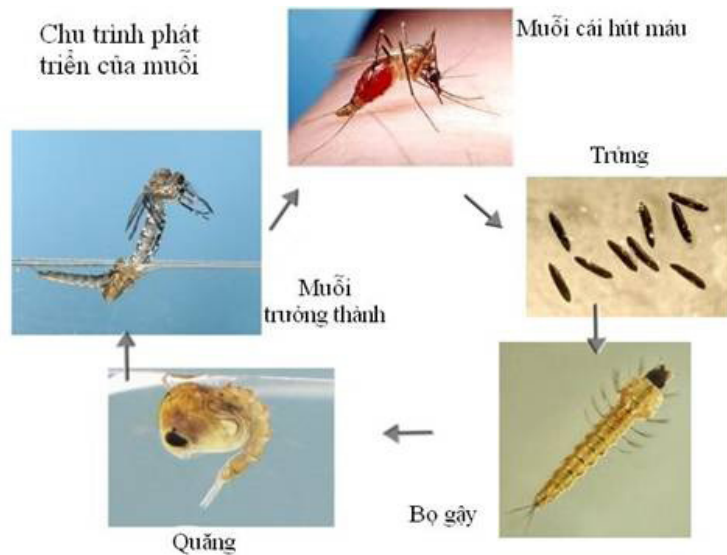 Chu trình phát
triển của muỗi
Muỗi cái hút máu
Trứng
Bọ gậy
Quăng
Muỗi
trưởng thành